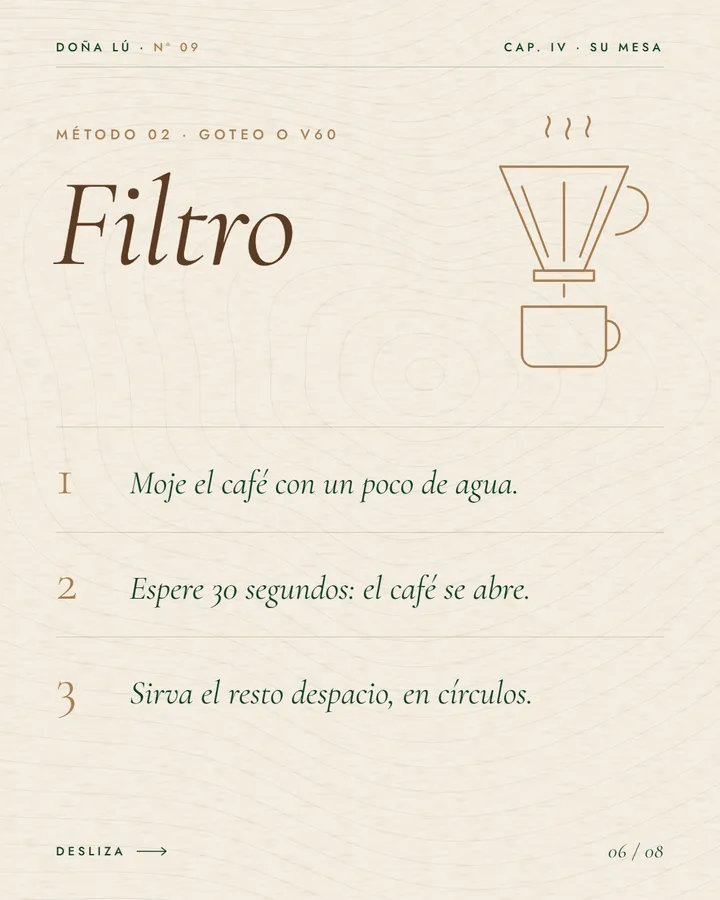 DOÑA LÚ · Nº 09
CAP. IV · SU MESA
MÉTODO 02 · GOTEO O V60
Filtro
1 Moje el café con un poco de agua.
2 Espere 30 segundos: el café se abre.
3 Sirva el resto despacio, en círculos.
DESLIZA →
06 / 08